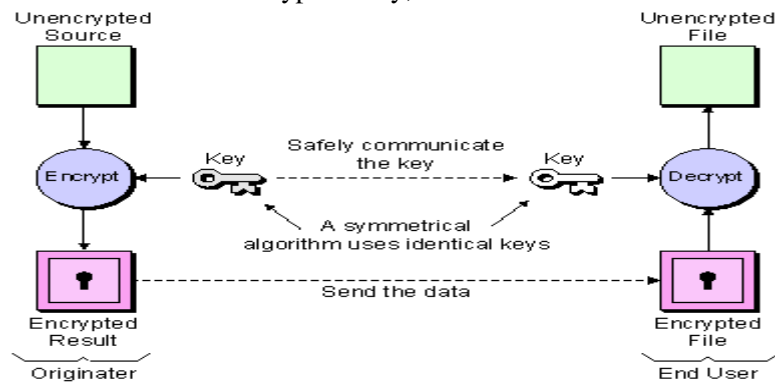 Unencrypted
Source
Unencrypted
File
Encrypt
Key
Safely communicate
the key
Key
Decrypt
A symmetrical
algorithm uses identical keys
Send the data
Encrypted
Result
Encrypted
File
Originater
End User